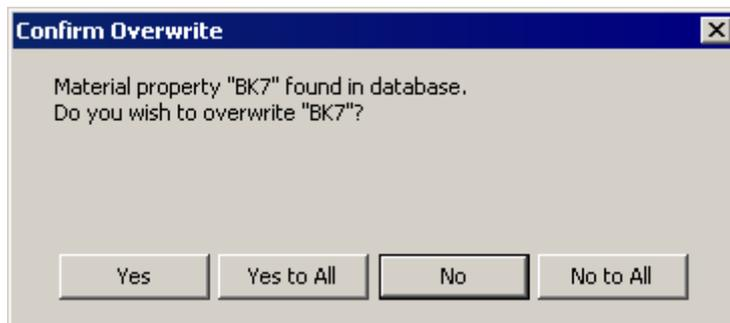 Confirm Overwrite
Material property "BK7" found in database.
Do you wish to overwrite "BK7"?
Yes
Yes to All
No
No to All